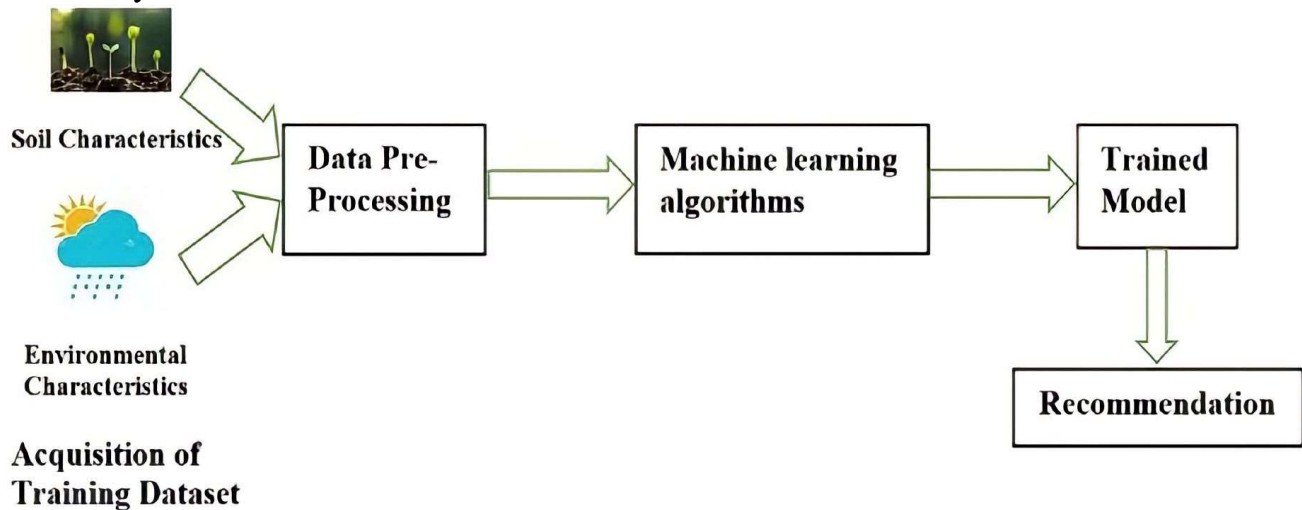 Soil Characteristics
Environmental
Characteristics
Acquisition of
Training Dataset
Data Pre-
Processing
Machine learning
algorithms
Trained
Model
Recommendation